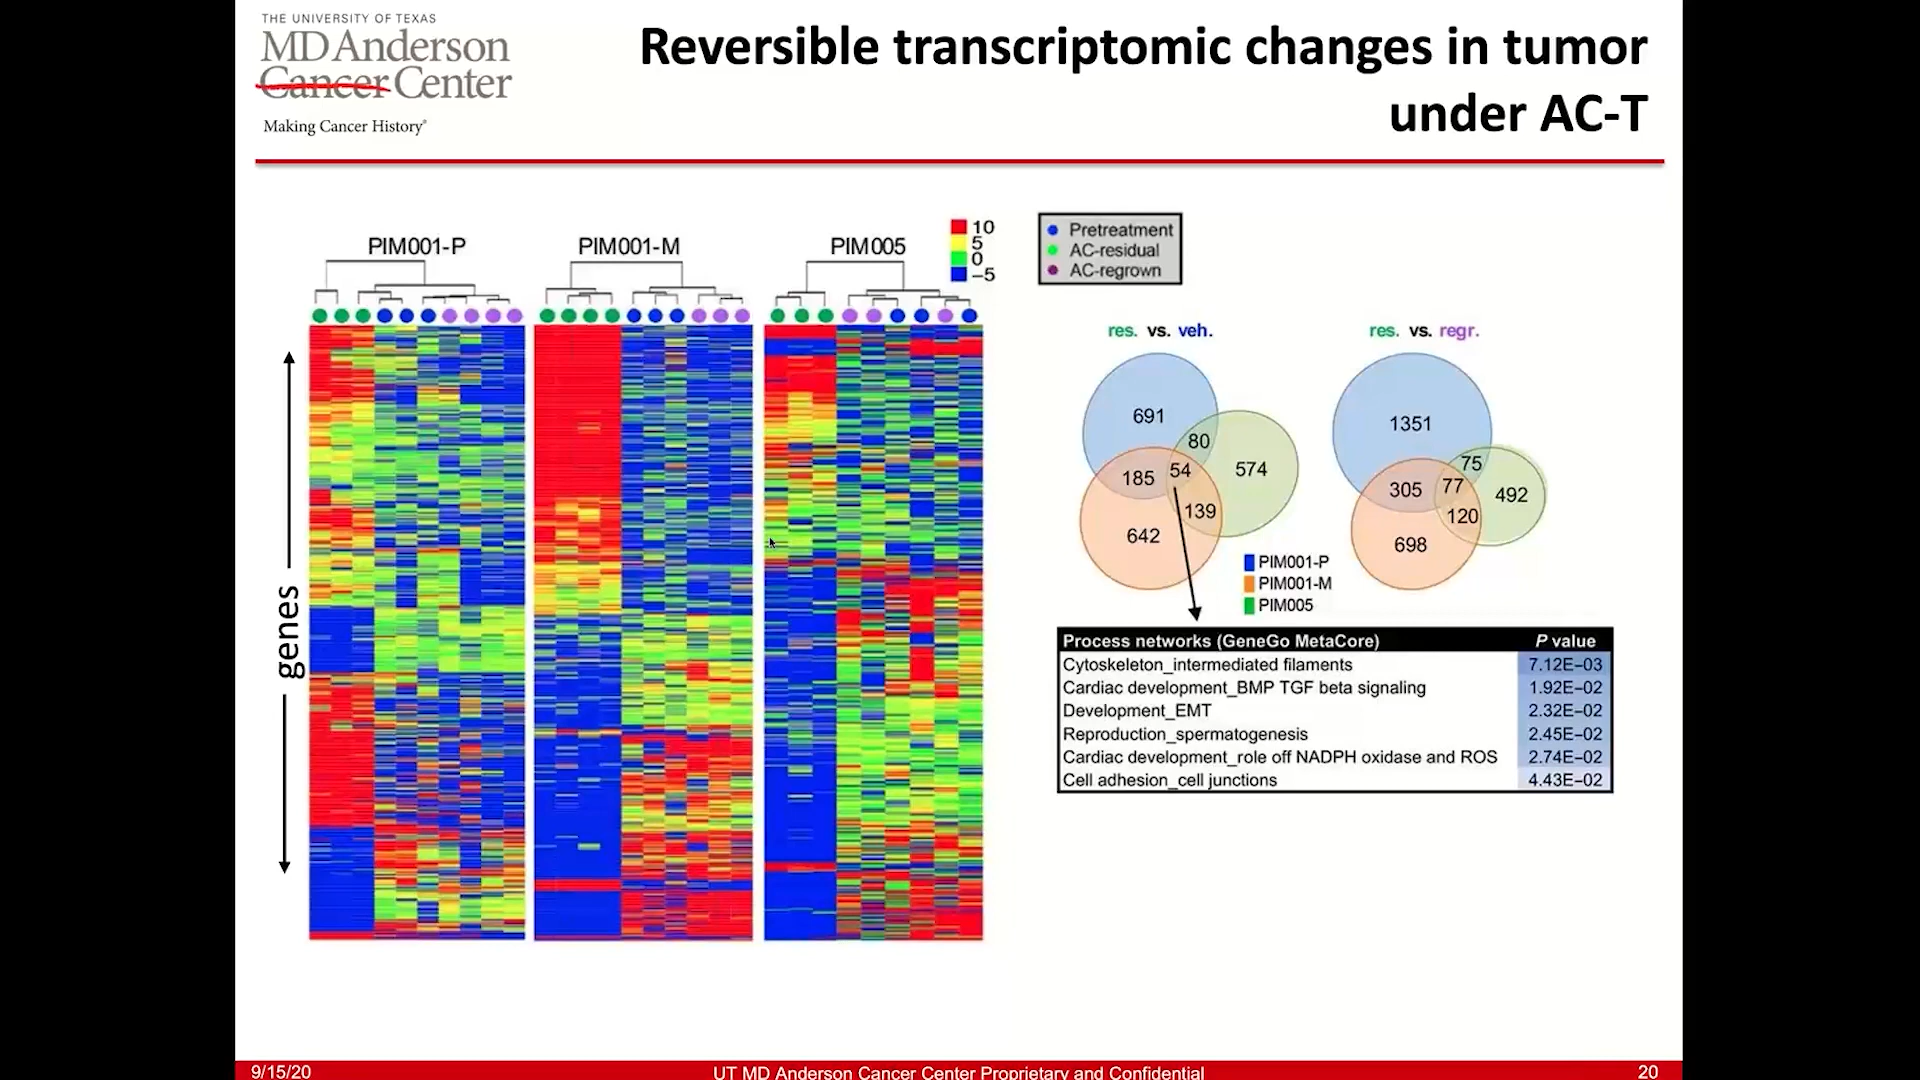 THE UNIVERSITY OF TEXAS
MD Anderson
Cancer Center
Making Cancer History®
Reversible transcriptomic changes in tumor
under AC-T
PIM001-P
PIM001-M
PIM005
10
5
0
−5
Pretreatment
AC-residual
AC-regrown
genes
res. vs. veh.
691
80
54
574
185
139
642
res. vs. regr.
1351
75
77
492
305
120
698
PIM001-P
PIM001-M
PIM005
Process networks (GeneGo MetaCore) P value
Cytoskeleton_intermediated filaments 7.12E−03
Cardiac development_BMP TGF beta signaling 1.92E−02
Development_EMT 2.32E−02
Reproduction_spermatogenesis 2.45E−02
Cardiac development_role off NADPH oxidase and ROS 2.74E−02
Cell adhesion_cell junctions 4.43E−02
9/15/20
UT MD Anderson Cancer Center Proprietary and Confidential
20